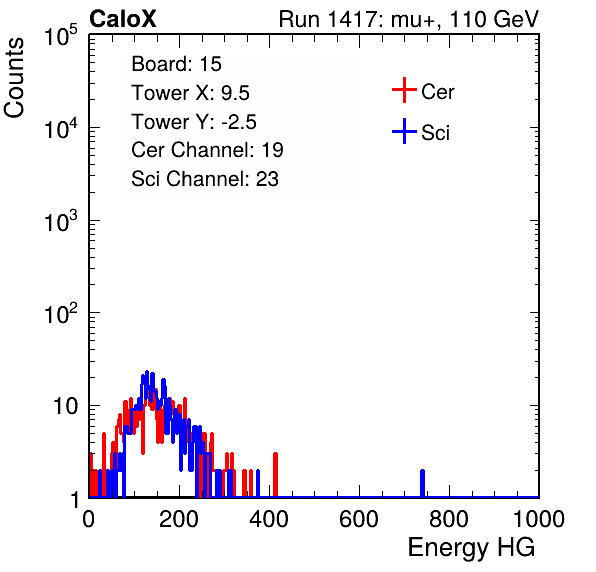 CaloX Run 1417: mu+, 110 GeV
Counts
Board: 15
Tower X: 9.5
Tower Y: -2.5
Cer Channel: 19
Sci Channel: 23
Cer
Sci
10^5
10^4
10^3
10^2
10
1
0 200 400 600 800 1000
Energy HG